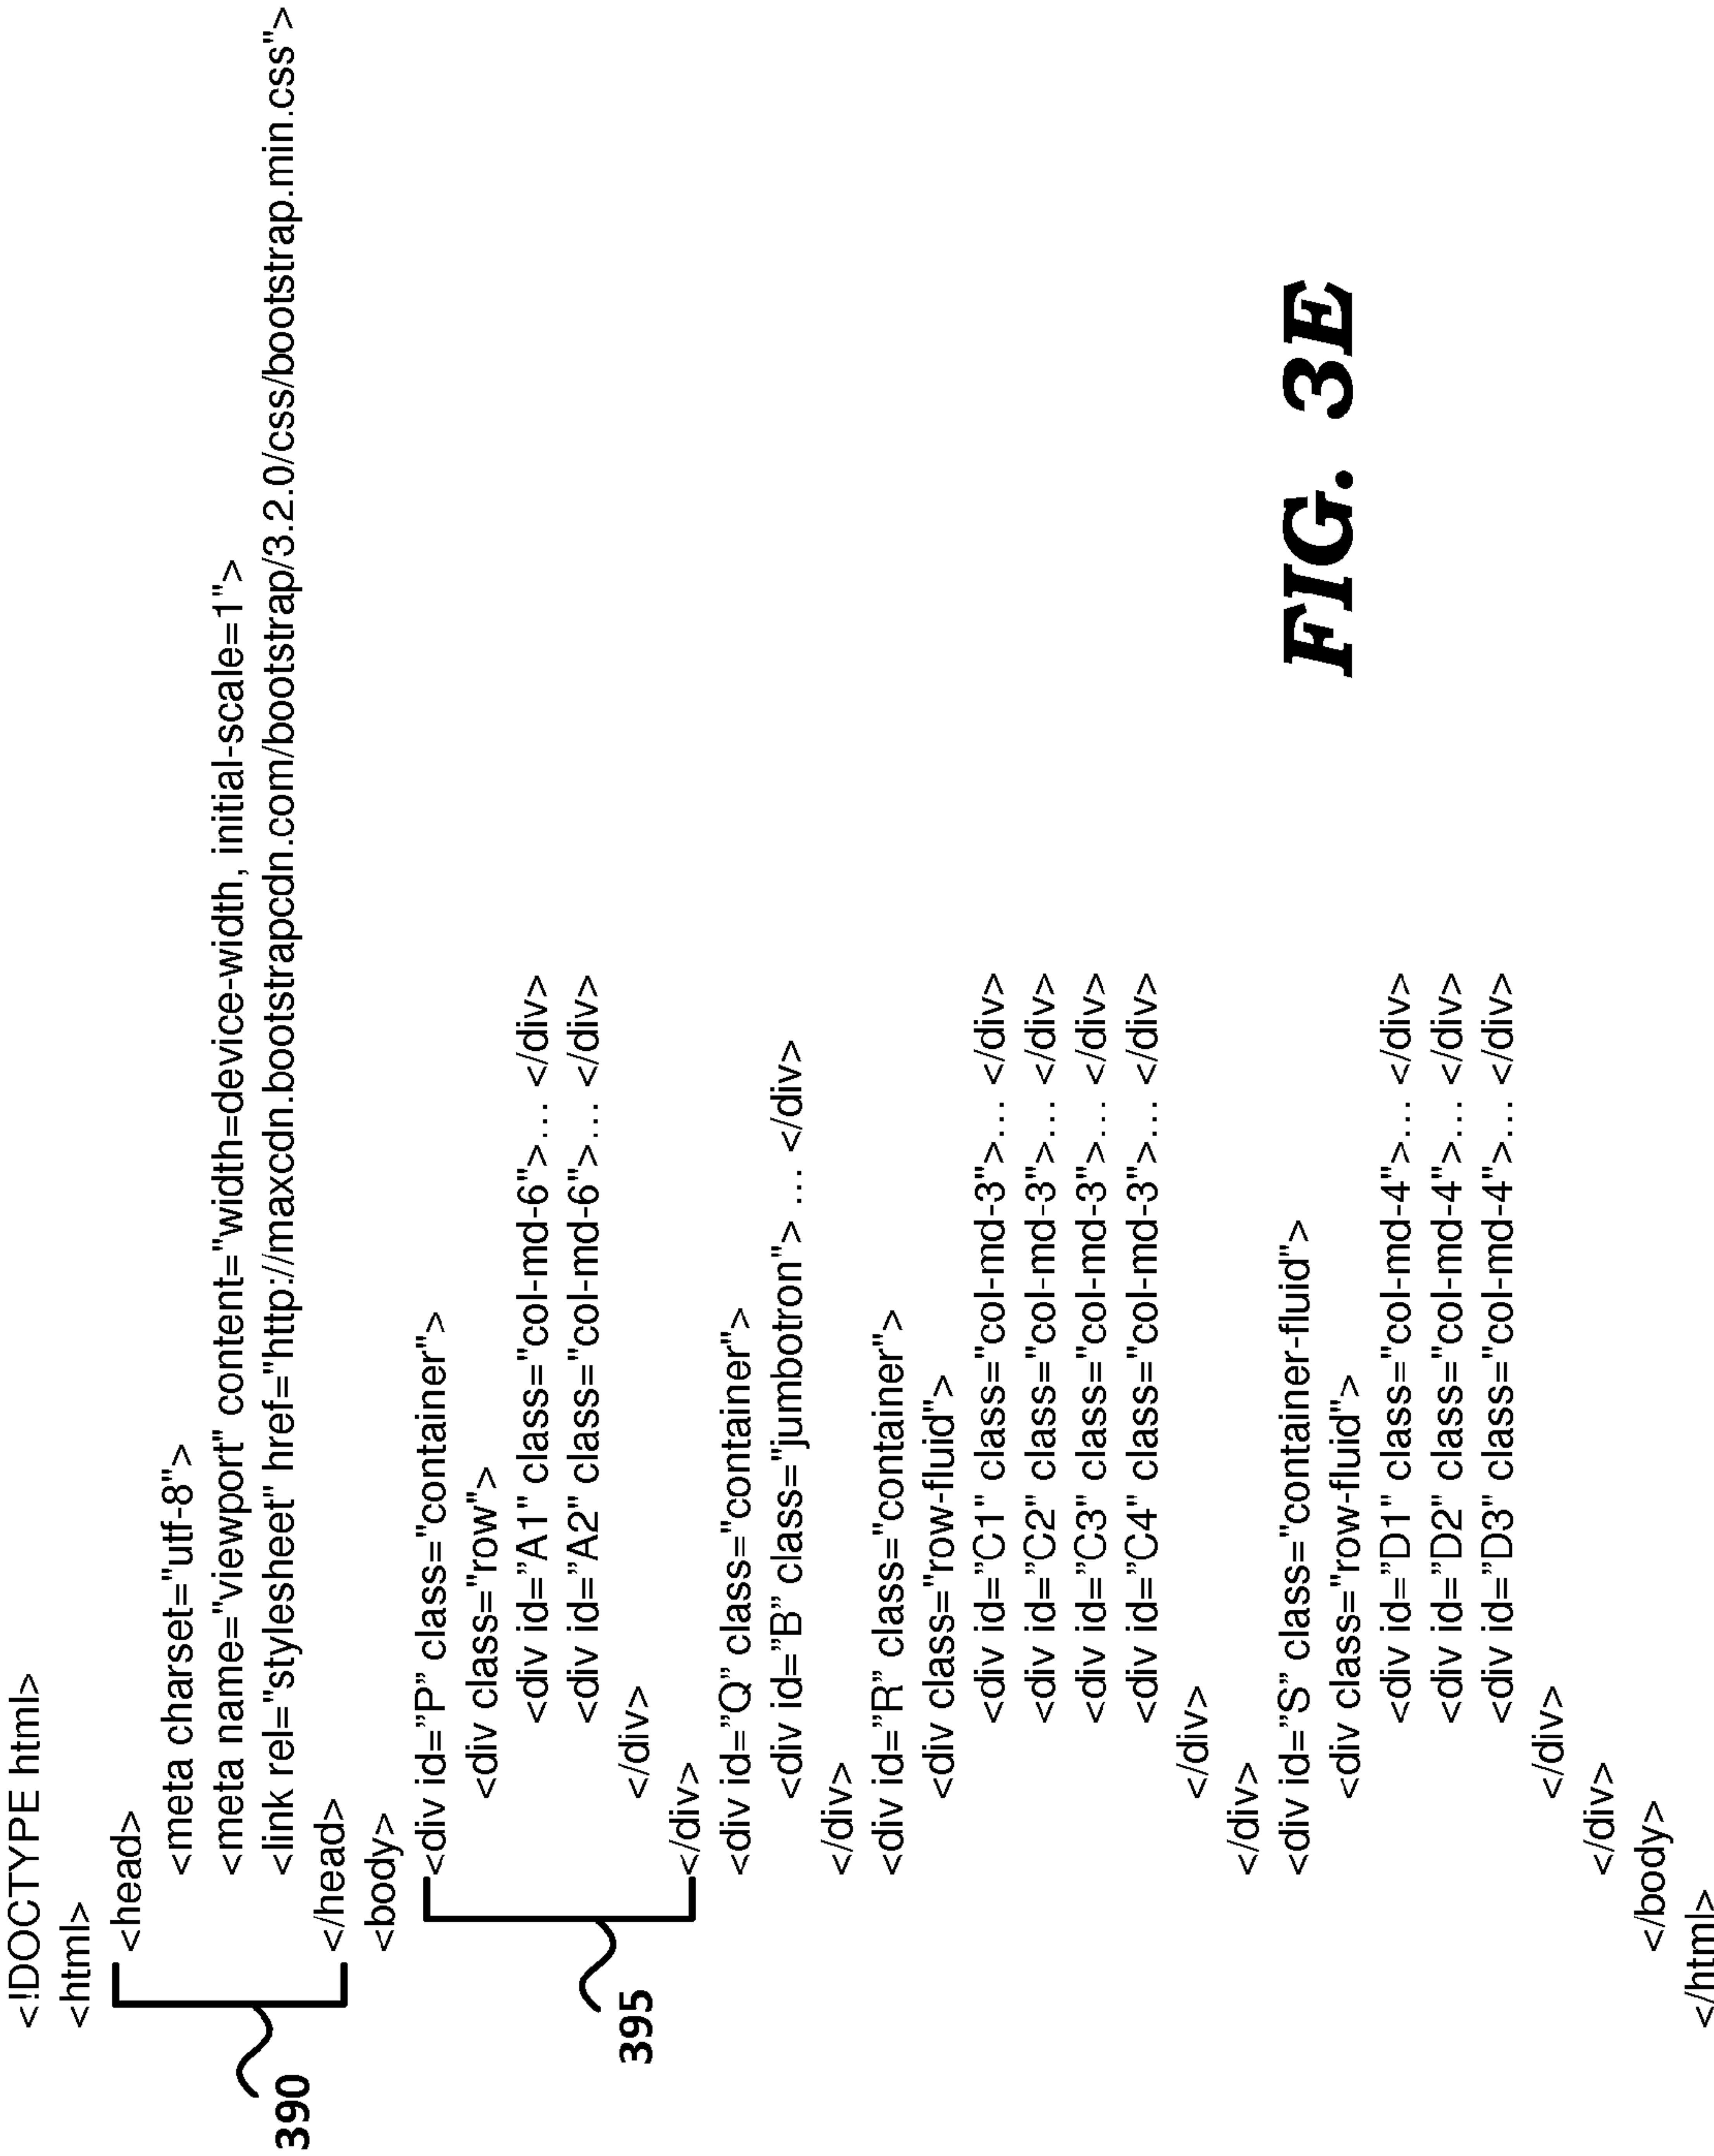 <!DOCTYPE html>
<html>
<head>
<meta charset="utf-8">
<meta name="viewport" content="width=device-width, initial-scale=1">
<link rel="stylesheet" href="http://maxcdn.bootstrapcdn.com/bootstrap/3.2.0/css/bootstrap.min.css">
</head>
390
<body>
<div id=”P” class="container">
<div class="row">
<div id=”A1" class="col-md-6">... </div>
<div id=”A2” class="col-md-6">... </div>
</div>
</div>
395
<div id=”Q” class="container">
<div id=”B” class="jumbotron"> ... </div>
</div>
<div id=”R” class="container">
<div class="row-fluid">
<div id=”C1” class="col-md-3">... </div>
<div id=”C2” class="col-md-3">... </div>
<div id=”C3” class="col-md-3">... </div>
<div id=”C4” class="col-md-3">... </div>
</div>
</div>
<div id=”S” class="container-fluid">
<div class="row-fluid">
<div id=”D1” class="col-md-4">... </div>
<div id=”D2” class="col-md-4">... </div>
<div id=”D3” class="col-md-4">... </div>
</div>
</div>
</body>
</html>
FIG. 3E